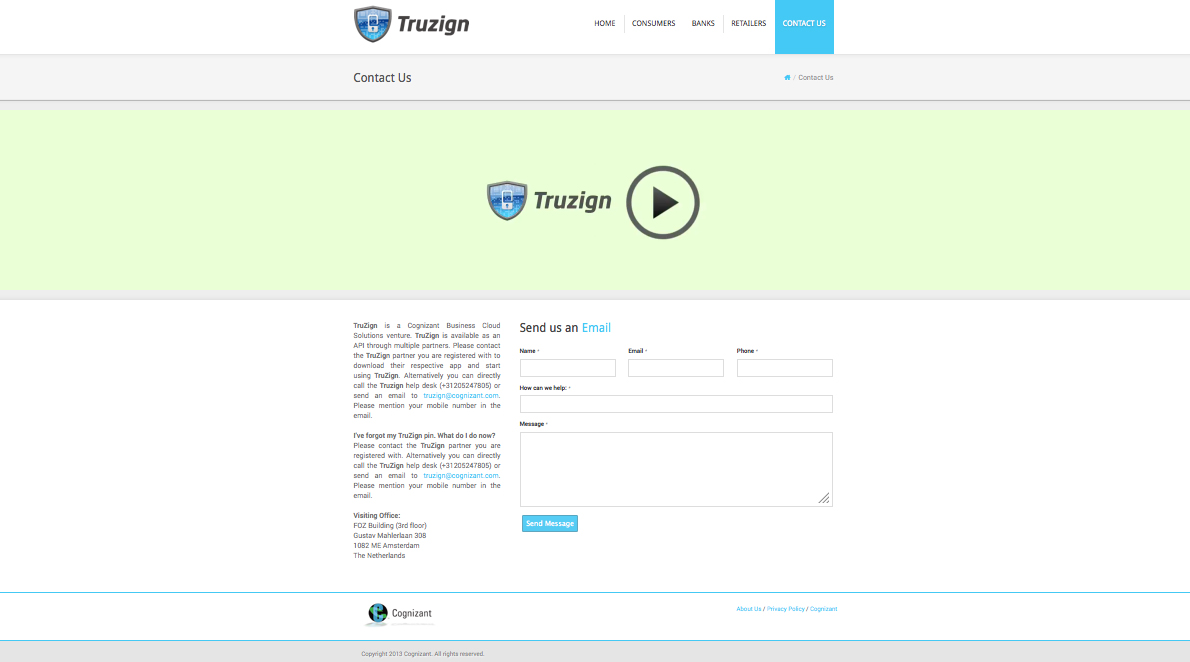 Truzign
HOME
CONSUMERS
BANKS
RETAILERS
CONTACT US
Contact Us
/ Contact Us
Truzign
TruZign is a Cognizant Business Cloud
Solutions venture. TruZign is available as an
API through multiple partners. Please contact
the TruZign partner you are registered with to
download their respective app and start
using TruZign. Alternatively you can directly
call the Truzign help desk (+31205247805) or
send an email to truzign@cognizant.com.
Please mention your mobile number in the
email.
I've forgot my TruZign pin. What do I do now?
Please contact the TruZign partner you are
registered with. Alternatively you can directly
call the TruZign help desk (+31205247805) or
send an email to truzign@cognizant.com.
Please mention your mobile number in the
email.
Visiting Office:
FOZ Building (3rd floor)
Gustav Mahlerlaan 308
1082 ME Amsterdam
The Netherlands
Send us an Email
Name *
Email *
Phone *
How can we help: *
Message *
Send Message
Cognizant
About Us / Privacy Policy / Cognizant
Copyright 2013 Cognizant. All rights reserved.